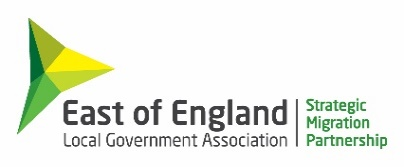 East of England
Local Government Association
Strategic
Migration
Partnership